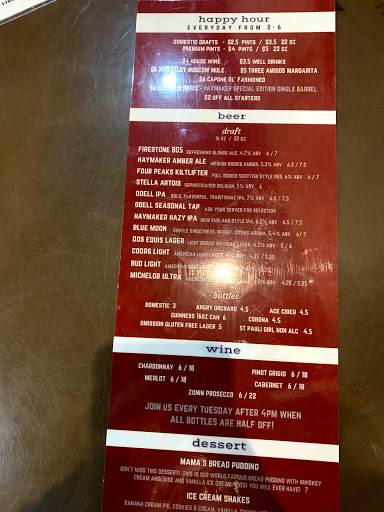 happy hour
EVERYDAY FROM 2-6
DOMESTIC DRAFTS - $2.5 PINTS / $3.5 22 OZ
PREMIUM PINTS - $4 PINTS / $5 22 OZ
$4 HOUSE WINE $3.5 WELL DRINKS
MOSCOW MULE $5 THREE AMIGOS MARGARITA
$6 CAPONE OL' FASHIONED
HAYMAKER SPECIAL EDITION SINGLE BARREL
$2 OFF ALL STARTERS
beer
draft
16 OZ / 22 OZ
FIRESTONE 805 REFRESHING BLONDE ALE, 4.7% ABV 6 / 7
HAYMAKER AMBER ALE MEDIUM BODIED AMBER, 5.2% ABV 6.5 / 7.5
FOUR PEAKS KILTLIFTER FULL BODIED SCOTTISH STYLE RED, 6% ABV 6 / 7
STELLA ARTOIS SOPHISTICATED BELGIAN, 5% ABV 6
ODELL IPA BOLD, FLAVORFUL, TRADITIONAL IPA, 7% ABV 6.5 / 7.5
ODELL SEASONAL TAP ASK YOUR SERVER FOR SELECTION
HAYMAKER HAZY IPA NEW ENGLAND STYLE IPA, 6.2% ABV 6.5 / 7.5
BLUE MOON SUBTLE SWEETNESS, BRIGHT, CITRUS AROMA, 5.4% ABV 6 / 7
DOS EQUIS LAGER LIGHT BODIED MEXICAN LAGER, 4.2% ABV 5 / 6
COORS LIGHT AMERICAN LIGHT LAGER, 4.25 / 5.25
BUD LIGHT 4.25 / 5.25
MICHELOB ULTRA ABV 4.25 / 5.25
bottles
DOMESTIC 3 ANGRY ORCHARD 4.5 ACE CIDER 4.5
GUINNESS 16OZ CAN 6 CORONA 4.5
OMISSION GLUTEN FREE LAGER 5 ST PAULI GIRL NON ALC 4.5
wine
CHARDONNAY 6 / 18 PINOT GRIGIO 6 / 18
MERLOT 6 / 18 CABERNET 6 / 18
ZONIN PROSECCO 6 / 22
JOIN US EVERY TUESDAY AFTER 4PM WHEN
ALL BOTTLES ARE HALF OFF!
dessert
MAMA'S BREAD PUDDING
DON'T MISS THIS DESSERT! THIS IS OUR WORLD FAMOUS BREAD PUDDING WITH WHISKEY
CREAM ANGLAISE AND VANILLA ICE CREAM. YOU WILL EVER HAVE! 7
ICE CREAM SHAKES
BANANA CREAM PIE, COOKIES & CREAM, VANILLA,